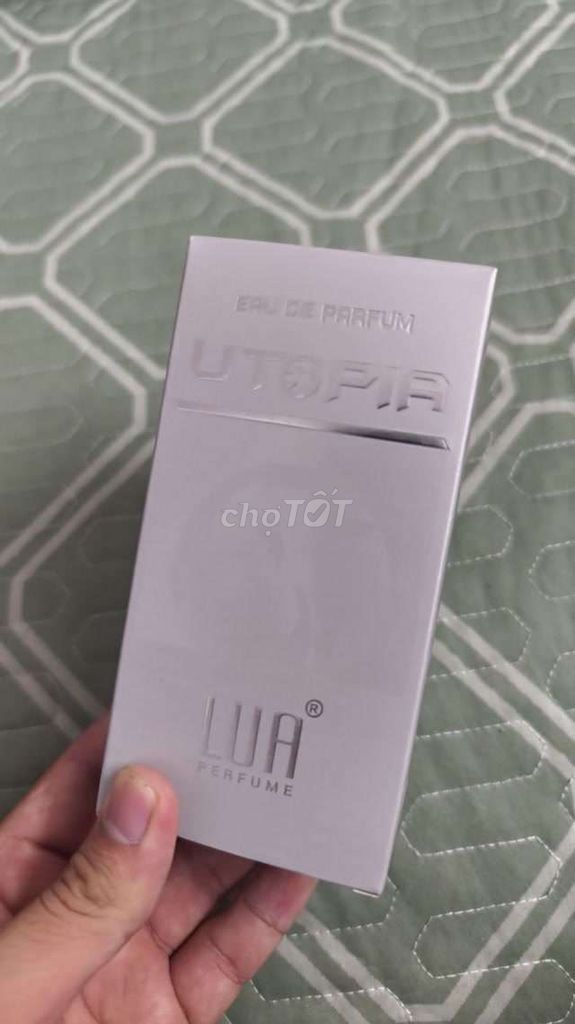 EAU DE PARFUM
UTOPIA
chợTỐT
LUA®
PERFUME